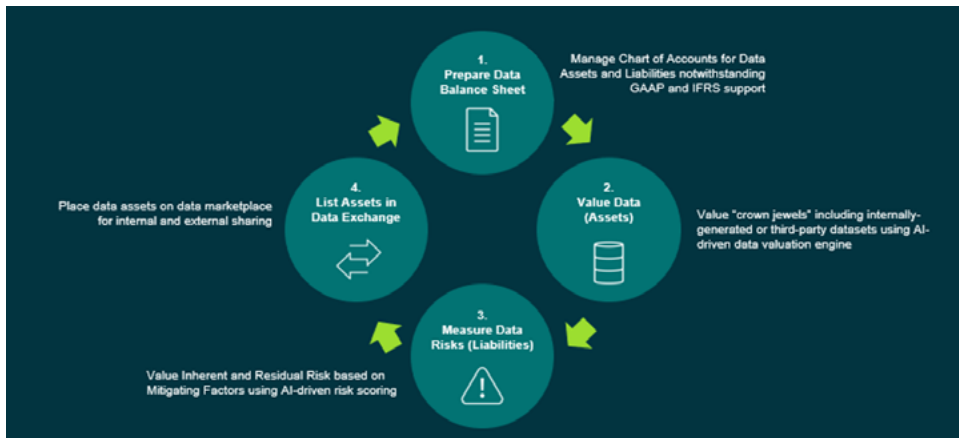 1.
Prepare Data
Balance Sheet
Manage Chart of Accounts for Data
Assets and Liabilities notwithstanding
GAAP and IFRS support
2.
Value Data
(Assets)
Value "crown jewels" including internally-
generated or third-party datasets using AI-
driven data valuation engine
3.
Measure Data
Risks (Liabilities)
Value Inherent and Residual Risk based on
Mitigating Factors using AI-driven risk scoring
4.
List Assets in
Data Exchange
Place data assets on data marketplace
for internal and external sharing